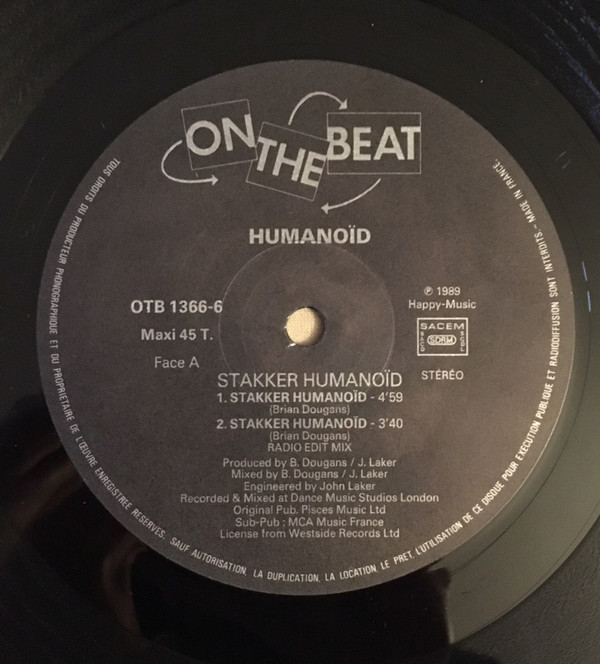 ON THE BEAT
HUMANOÏD
OTB 1366-6
Maxi 45 T.
Face A
℗ 1989
Happy-Music
SACEM
SACD SDRM SGDL
STÉRÉO
STAKKER HUMANOÏD
1. STAKKER HUMANOÏD - 4'59
(Brian Dougans)
2. STAKKER HUMANOÏD - 3'40
(Brian Dougans)
RADIO EDIT MIX
Produced by B. Dougans / J. Laker
Mixed by B. Dougans / J. Laker
Engineered by John Laker
Recorded & Mixed at Dance Music Studios London
Original Pub. Pisces Music Ltd
Sub-Pub : MCA Music France
License from Westside Records Ltd
TOUS DROITS DU PRODUCTEUR PHONOGRAPHIQUE ET DU PROPRIETAIRE DE L'ŒUVRE ENREGISTREE RESERVES. SAUF AUTORISATION, LA DUPLICATION, LA LOCATION, LE PRET, L'UTILISATION DE CE DISQUE POUR EXECUTION PUBLIQUE ET RADIODIFFUSION SONT INTERDITS - MADE IN FRANCE.